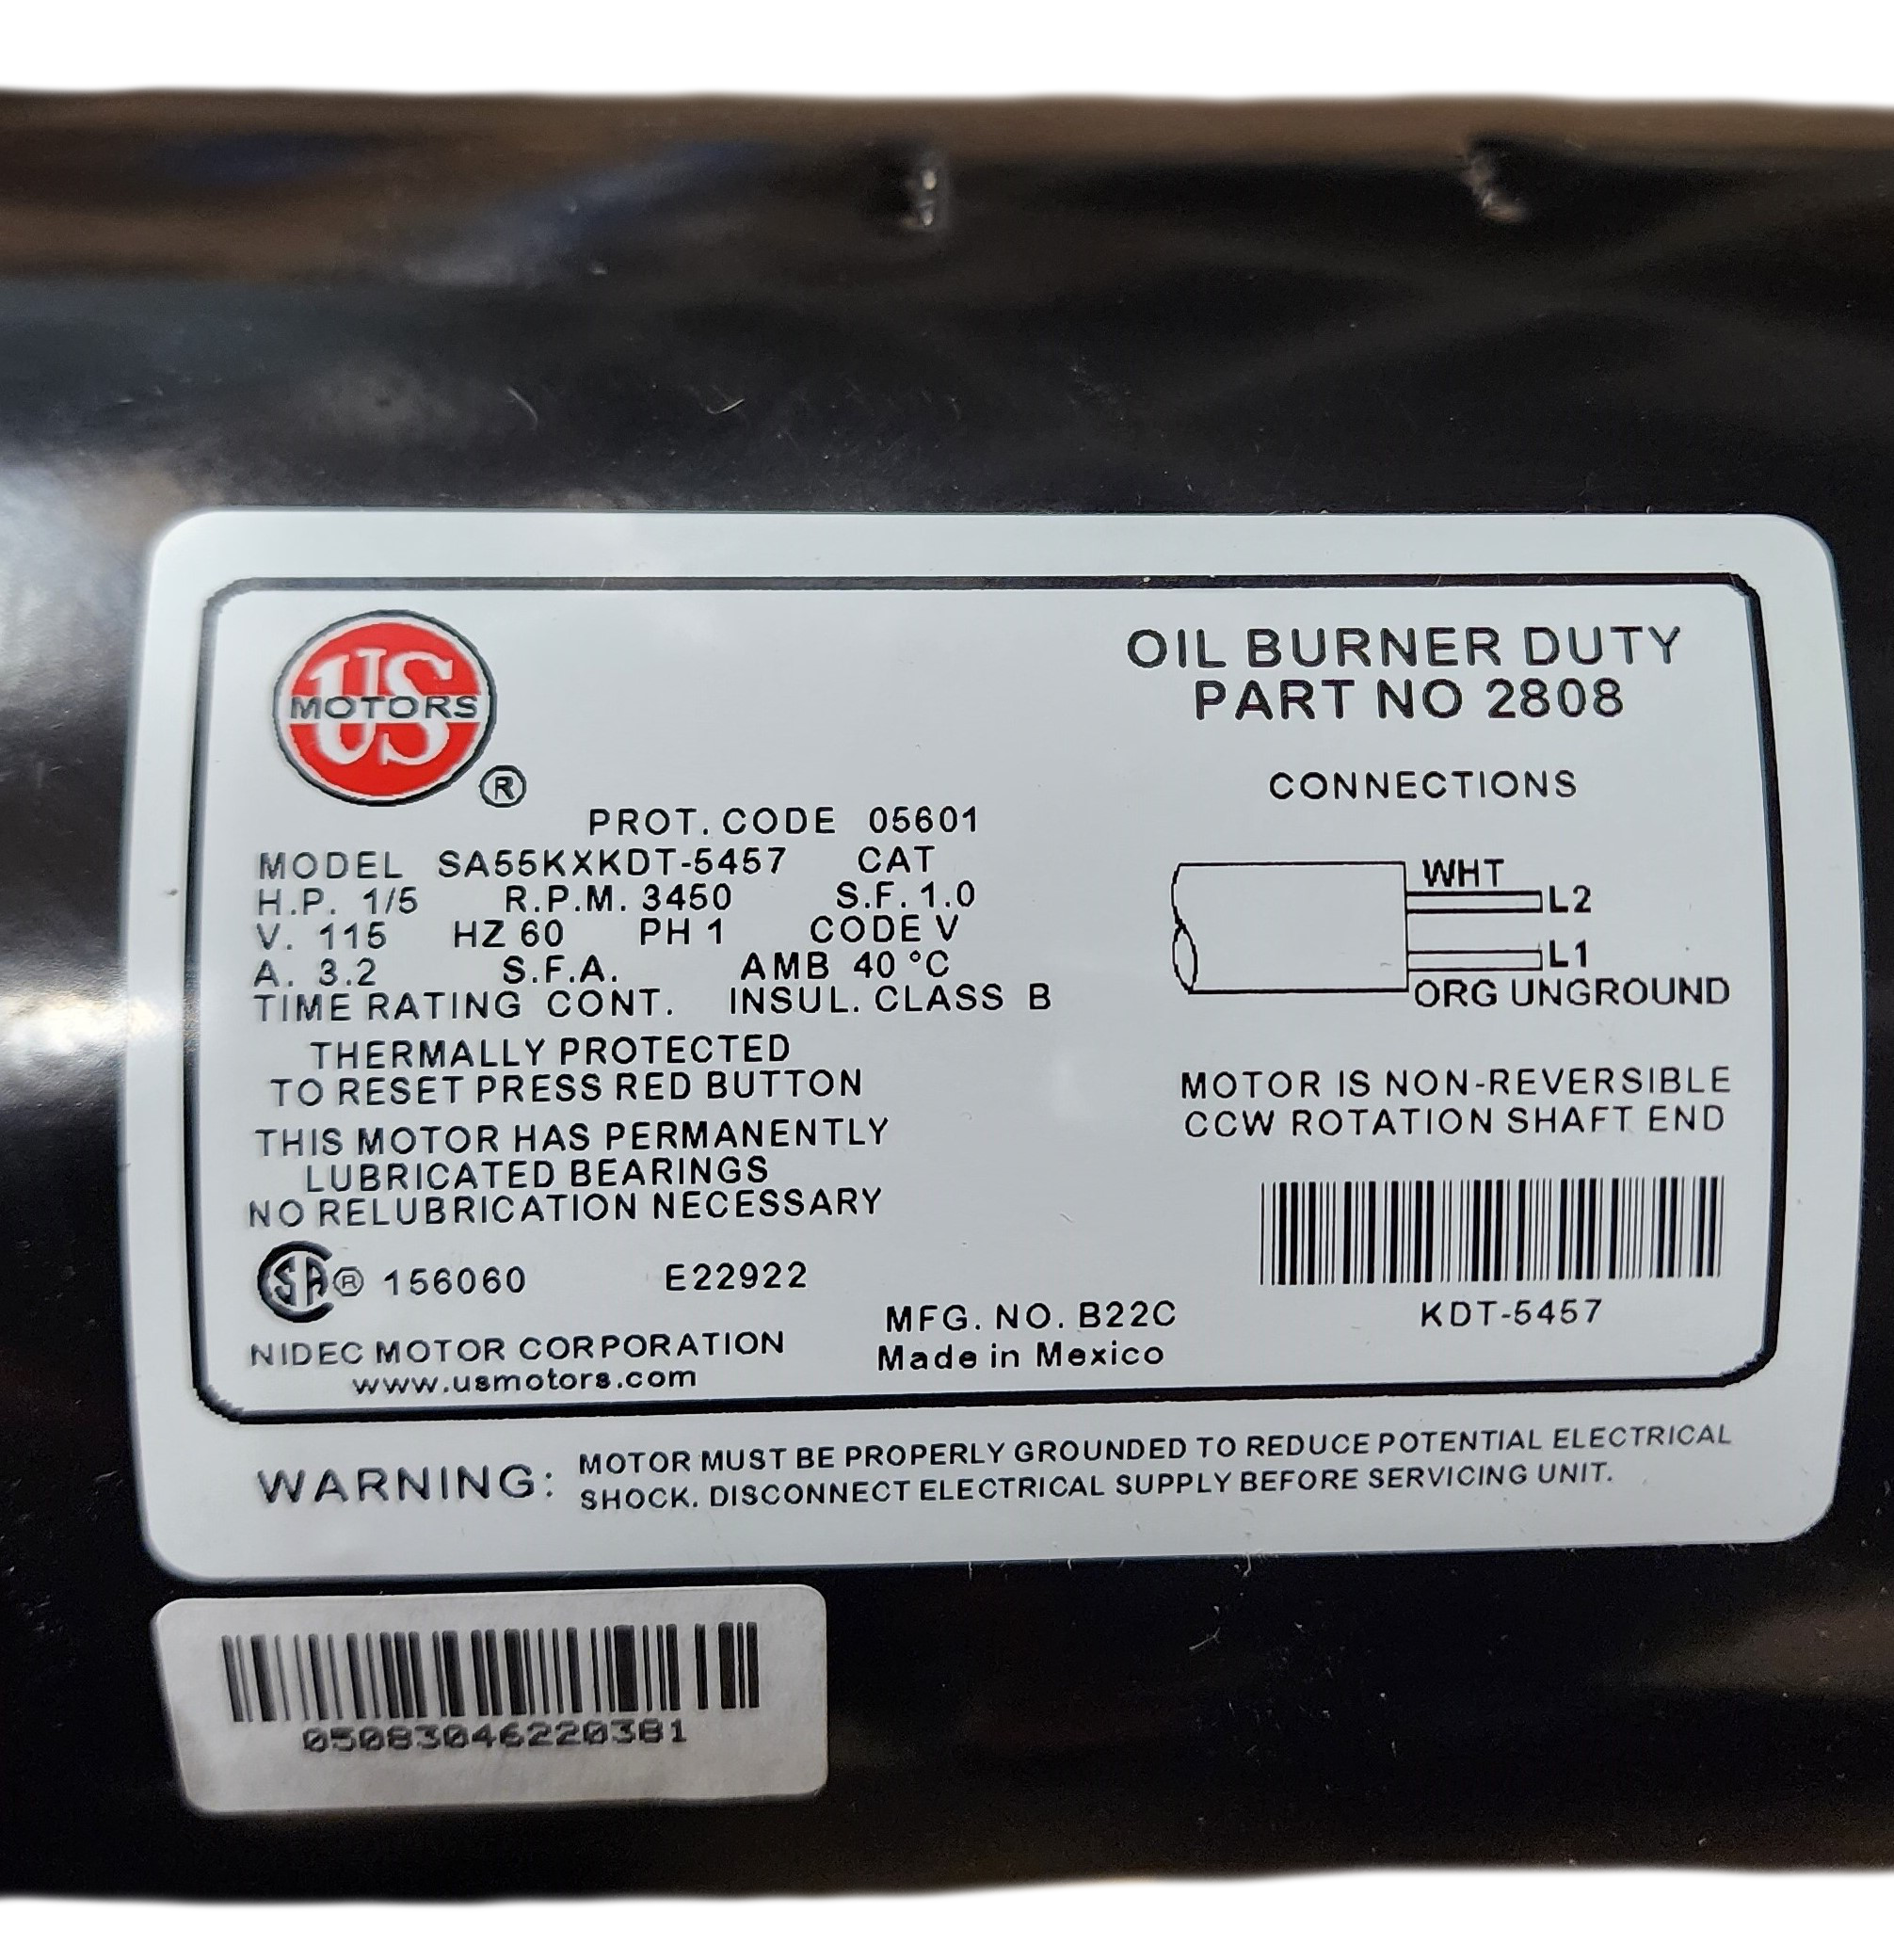 US
MOTORS
®
OIL BURNER DUTY
PART NO 2808
PROT. CODE 05601
MODEL SA55KXKDT-5457 CAT
H.P. 1/5 R.P.M. 3450 S.F. 1.0
V. 115 HZ 60 PH 1 CODE V
A. 3.2 S.F.A. AMB 40 °C
TIME RATING CONT. INSUL. CLASS B
THERMALLY PROTECTED
TO RESET PRESS RED BUTTON
THIS MOTOR HAS PERMANENTLY
LUBRICATED BEARINGS
NO RELUBRICATION NECESSARY
SA® 156060 E22922
NIDEC MOTOR CORPORATION
www.usmotors.com
MFG. NO. B22C
Made in Mexico
CONNECTIONS
WHT
L2
L1
ORG UNGROUND
MOTOR IS NON-REVERSIBLE
CCW ROTATION SHAFT END
KDT-5457
WARNING: MOTOR MUST BE PROPERLY GROUNDED TO REDUCE POTENTIAL ELECTRICAL
SHOCK. DISCONNECT ELECTRICAL SUPPLY BEFORE SERVICING UNIT.
05083046220381